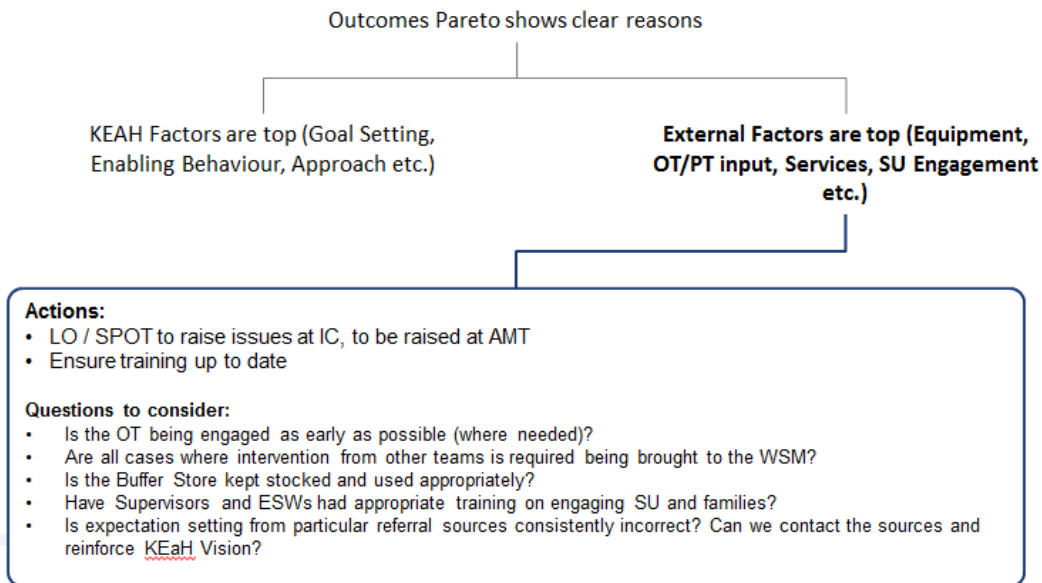 Outcomes Pareto shows clear reasons
KEAH Factors are top (Goal Setting,
Enabling Behaviour, Approach etc.)
External Factors are top (Equipment,
OT/PT input, Services, SU Engagement
etc.)
Actions:
• LO / SPOT to raise issues at IC, to be raised at AMT
• Ensure training up to date
Questions to consider:
• Is the OT being engaged as early as possible (where needed)?
• Are all cases where intervention from other teams is required being brought to the WSM?
• Is the Buffer Store kept stocked and used appropriately?
• Have Supervisors and ESWs had appropriate training on engaging SU and families?
• Is expectation setting from particular referral sources consistently incorrect? Can we contact the sources and
reinforce KEaH Vision?